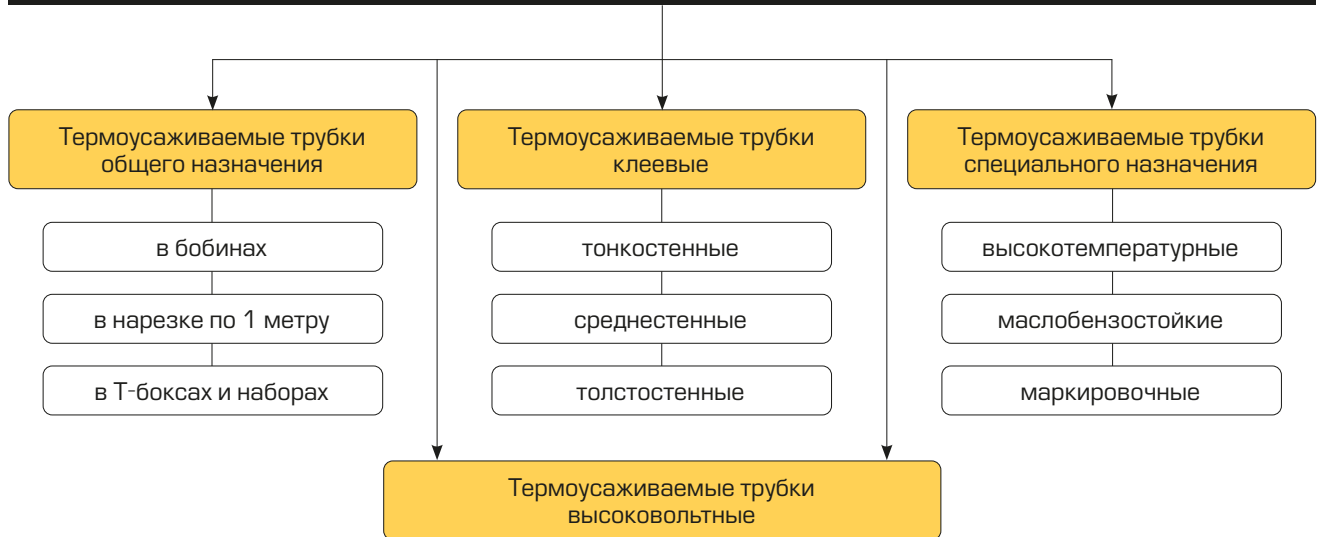 Термоусаживаемые трубки
общего назначения
в бобинах
в нарезке по 1 метру
в Т-боксах и наборах
Термоусаживаемые трубки
клеевые
тонкостенные
среднестенные
толстостенные
Термоусаживаемые трубки
специального назначения
высокотемпературные
маслобензостойкие
маркировочные
Термоусаживаемые трубки
высоковольтные